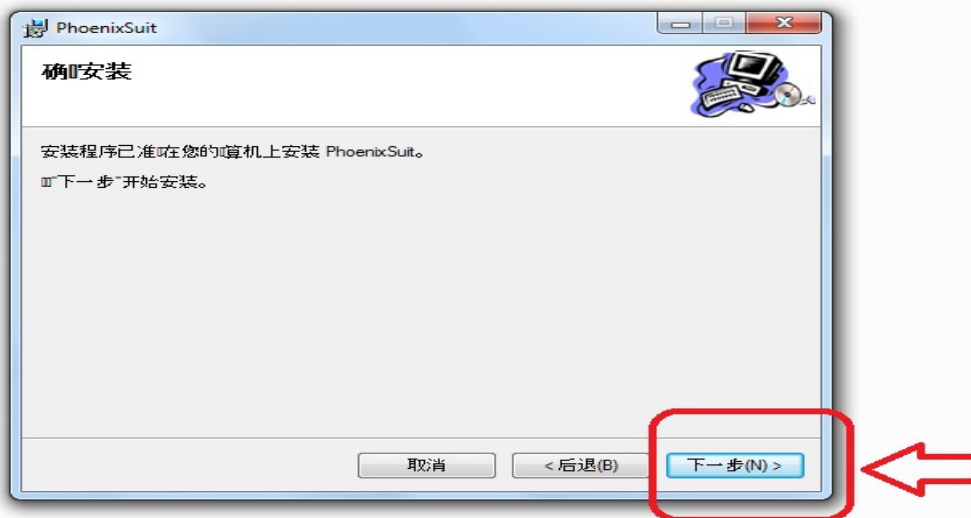 PhoenixSuit
确安装
安装程序已准在您的算机上安装 PhoenixSuit。
"下一步"开始安装。
取消
<后退(B)
下一步(N) >